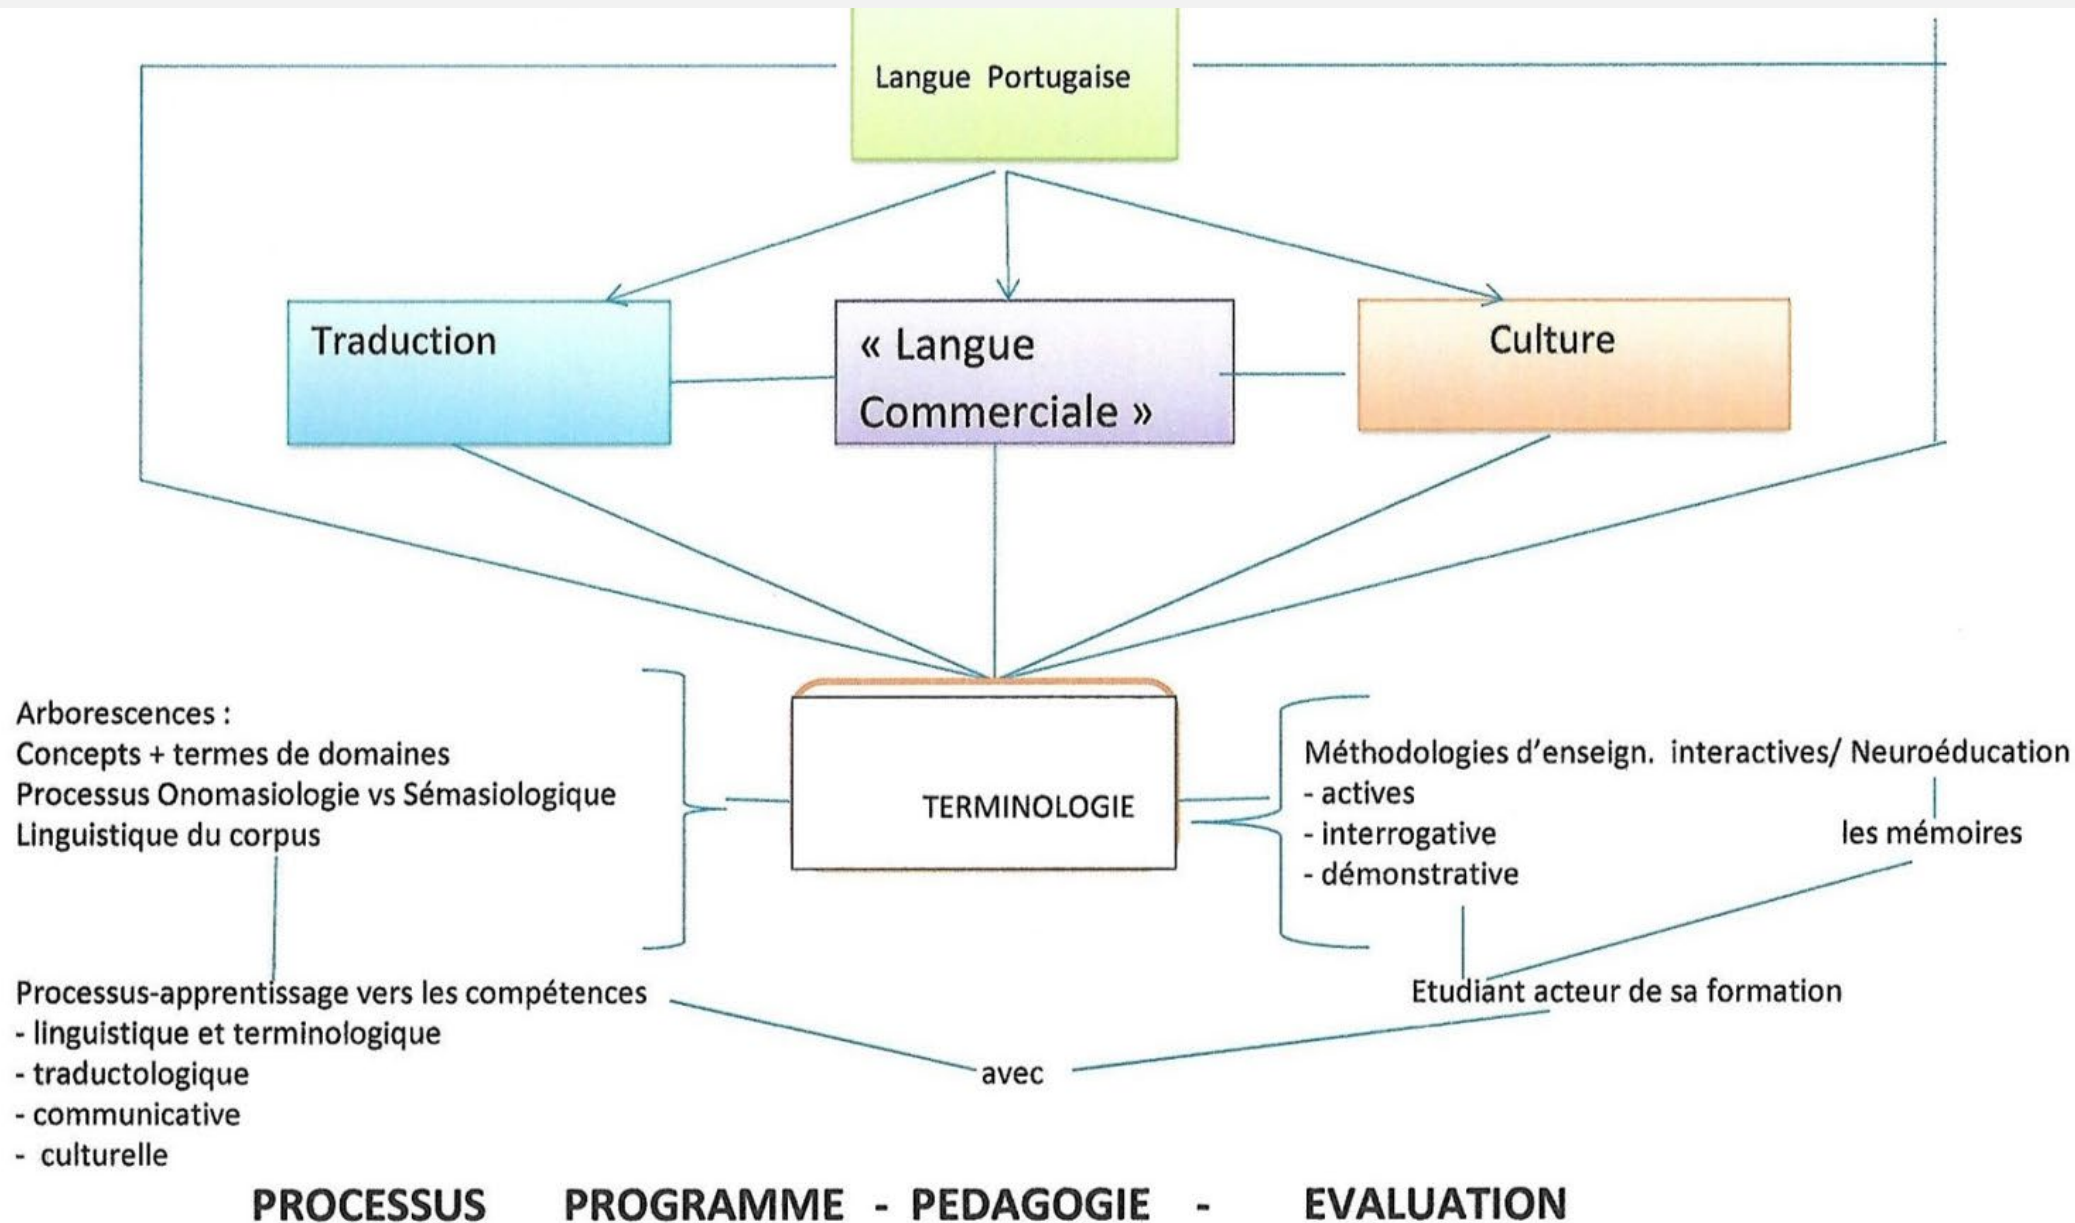 Langue Portugaise
Traduction
« Langue
Commerciale »
Culture
TERMINOLOGIE
Arborescences :
Concepts + termes de domaines
Processus Onomasiologie vs Sémasiologique
Linguistique du corpus
Méthodologies d’enseign. interactives/ Neuroéducation
- actives
- interrogative
- démonstrative
les mémoires
Processus-apprentissage vers les compétences
- linguistique et terminologique
- traductologique
- communicative
- culturelle
Etudiant acteur de sa formation
avec
PROCESSUS PROGRAMME - PEDAGOGIE - EVALUATION